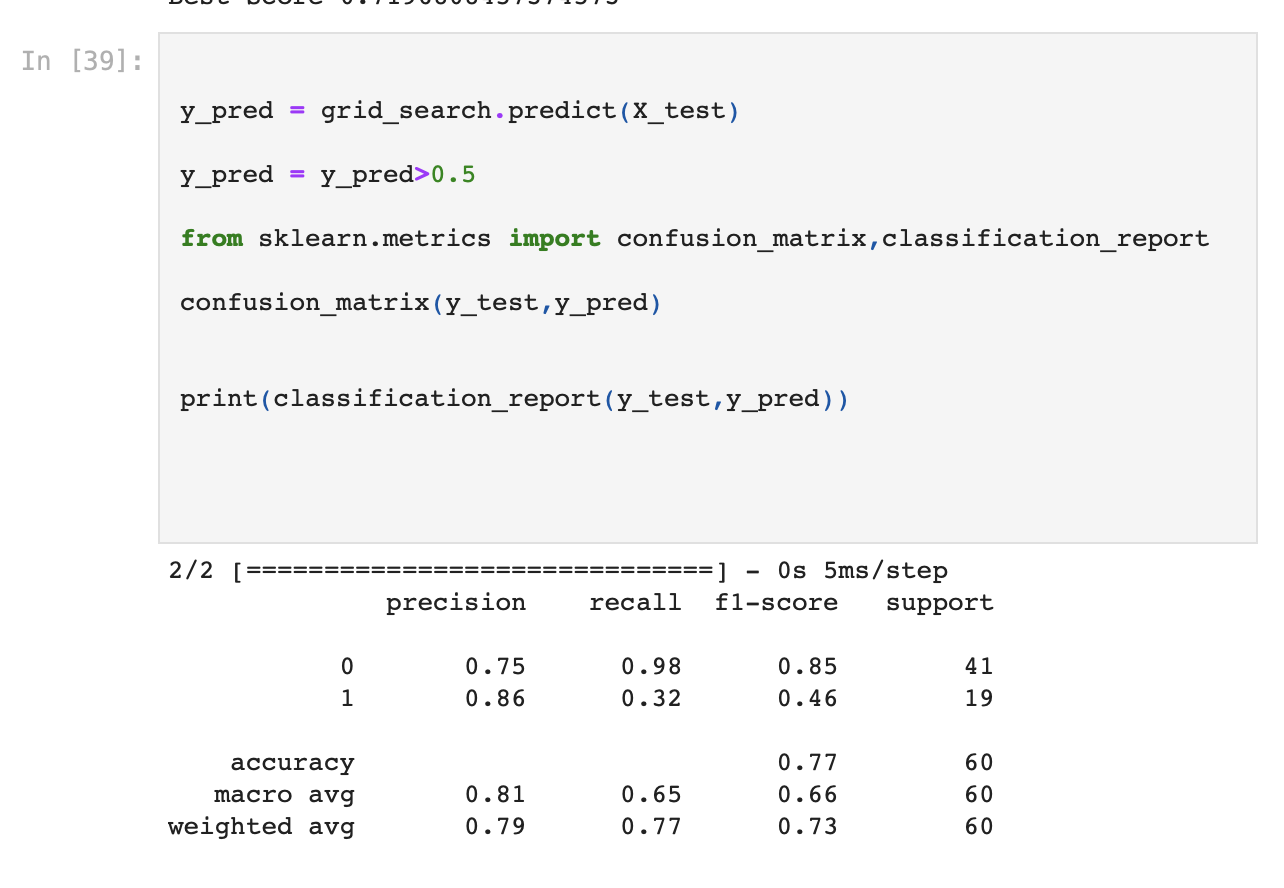 In [39]:
y_pred = grid_search.predict(X_test)
y_pred = y_pred>0.5
from sklearn.metrics import confusion_matrix,classification_report
confusion_matrix(y_test,y_pred)
print(classification_report(y_test,y_pred))
2/2 [==============================] - 0s 5ms/step
precision recall f1-score support
0 0.75 0.98 0.85 41
1 0.86 0.32 0.46 19
accuracy 0.77 60
macro avg 0.81 0.65 0.66 60
weighted avg 0.79 0.77 0.73 60